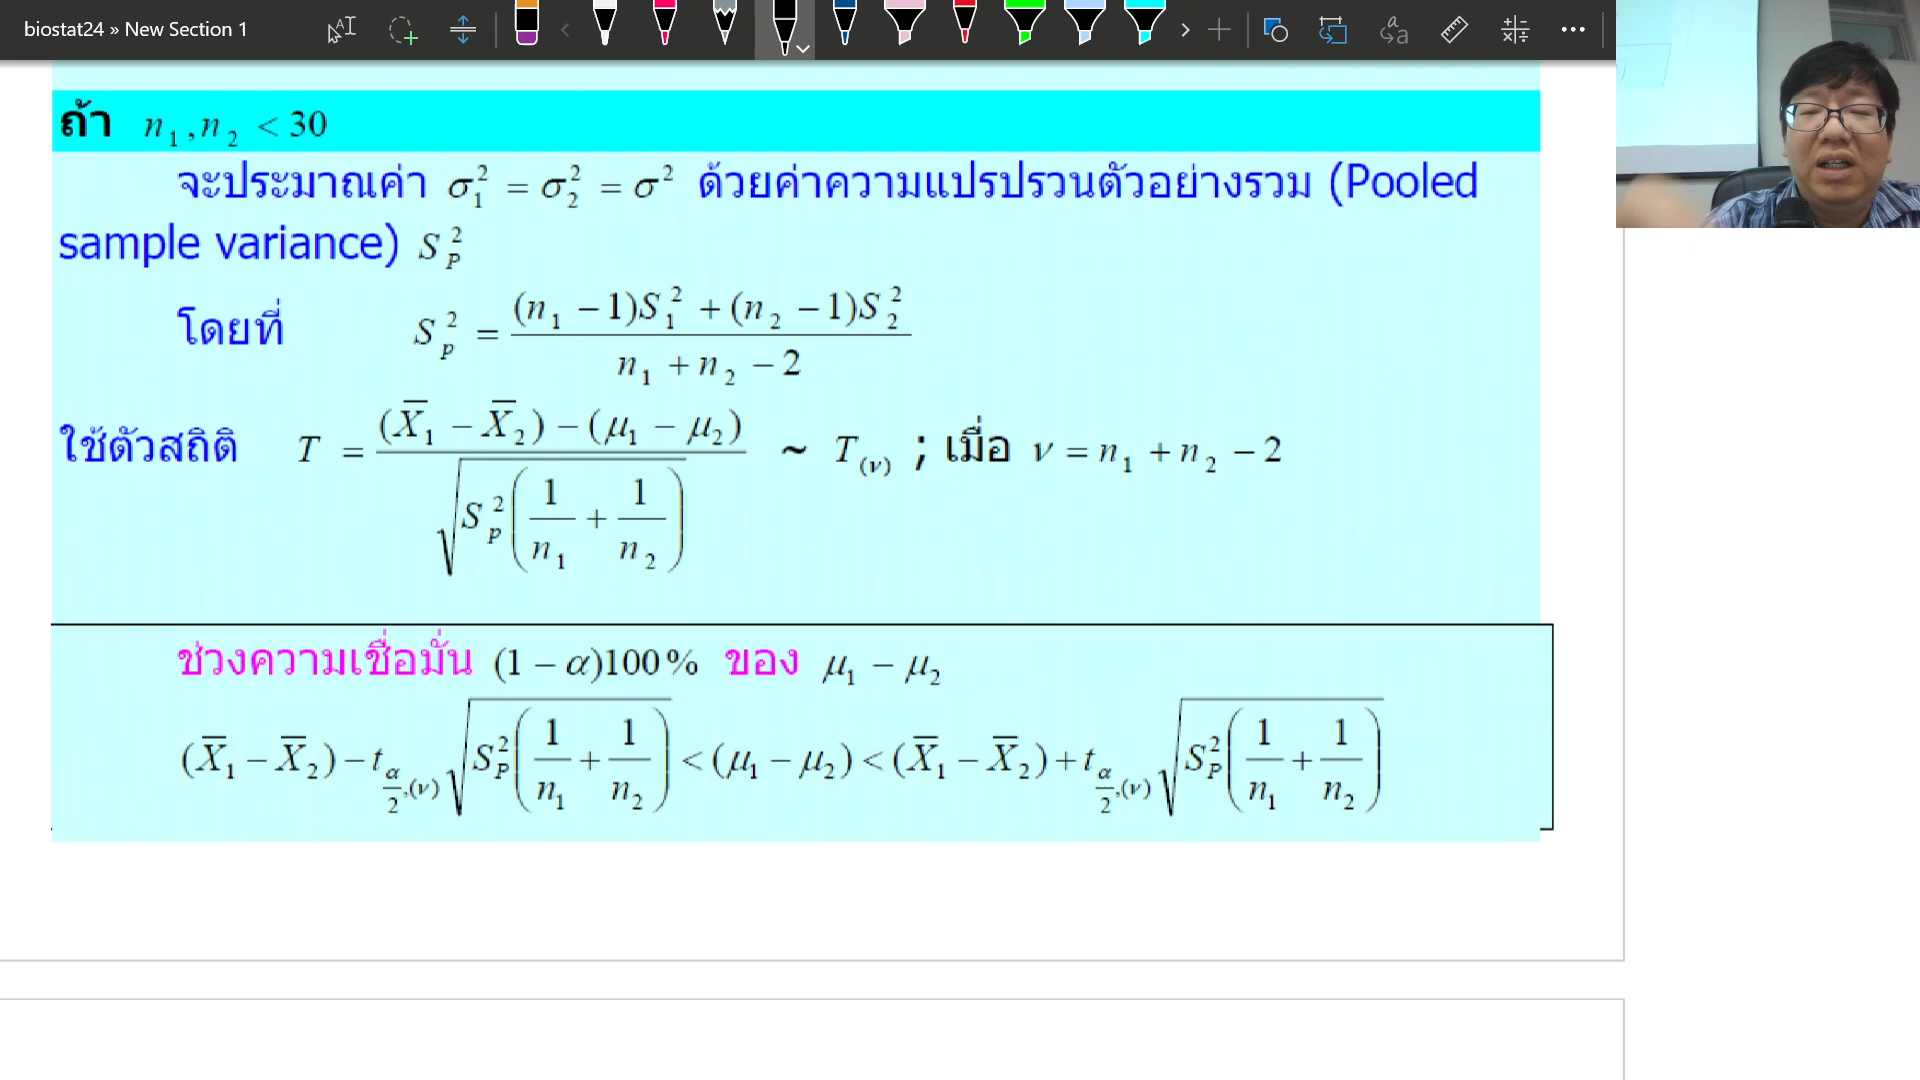 biostat24 » New Section 1
ถ้า n₁, n₂ < 30
จะประมาณค่า σ₁² = σ₂² = σ² ด้วยค่าความแปรปรวนตัวอย่างรวม (Pooled
sample variance) S_P²
โดยที่ S_p² = ((n₁ − 1)S₁² + (n₂ − 1)S₂²) / (n₁ + n₂ − 2)
ใช้ตัวสถิติ T = ((X̄₁ − X̄₂) − (μ₁ − μ₂)) / √(S_p²(1/n₁ + 1/n₂)) ~ T_(ν) ; เมื่อ ν = n₁ + n₂ − 2
ช่วงความเชื่อมั่น (1 − α)100% ของ μ₁ − μ₂
(X̄₁ − X̄₂) − t_{α/2,(ν)} √(S_P²(1/n₁ + 1/n₂)) < (μ₁ − μ₂) < (X̄₁ − X̄₂) + t_{α/2,(ν)} √(S_P²(1/n₁ + 1/n₂))